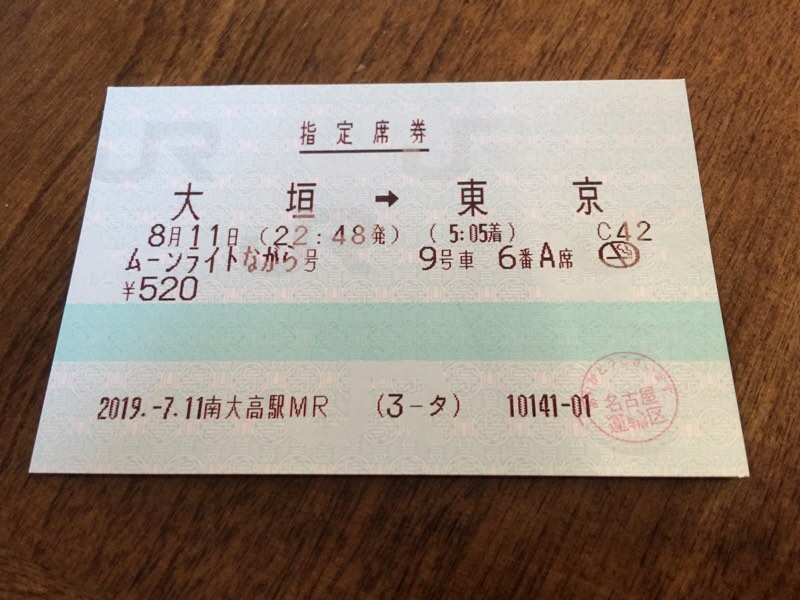 指定席券
大垣 → 東京
8月11日 (22:48発) (5:05着) C42
ムーンライトながら号 9号車 6番A席
¥520
2019.-7.11南大高駅MR (3-タ) 10141-01
名古屋